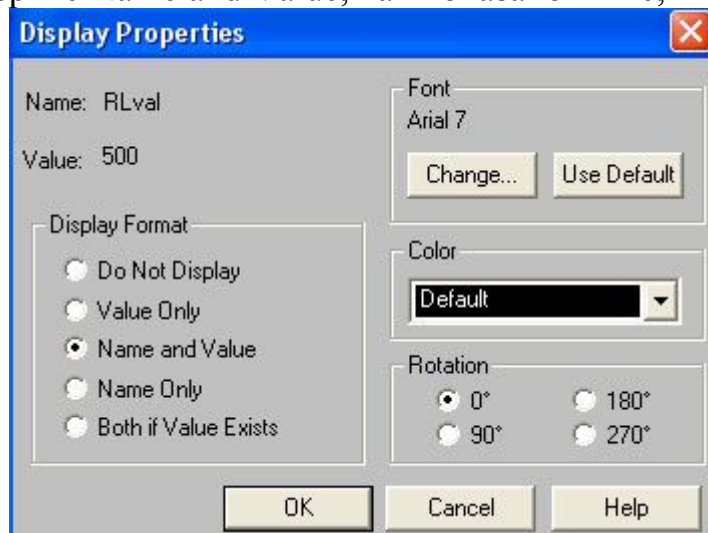 Display Properties
Name: RLval
Value: 500
Display Format
Do Not Display
Value Only
Name and Value
Name Only
Both if Value Exists
Font
Arial 7
Change...
Use Default
Color
Default
Rotation
0°
180°
90°
270°
OK
Cancel
Help